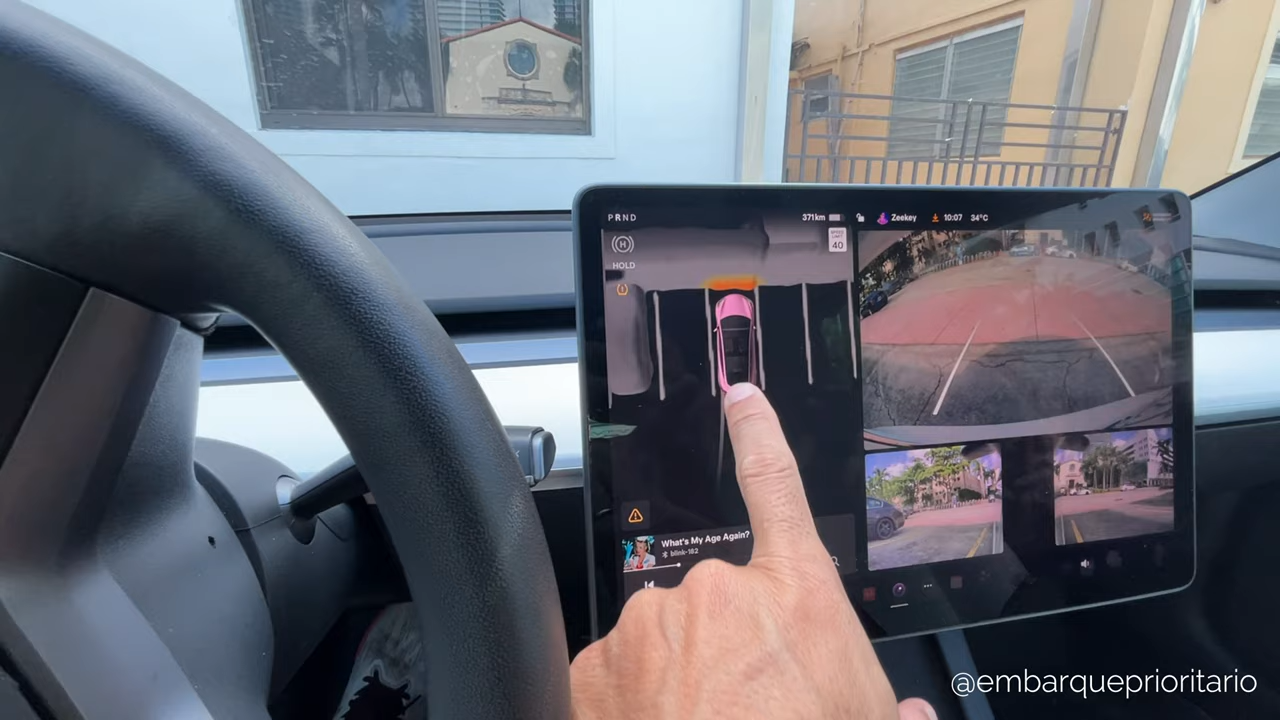 PRND
371km
Zeekey
10:07
34°C
H
HOLD
SPEED
LIMIT
40
What's My Age Again?
blink-182
@embarqueprioritario